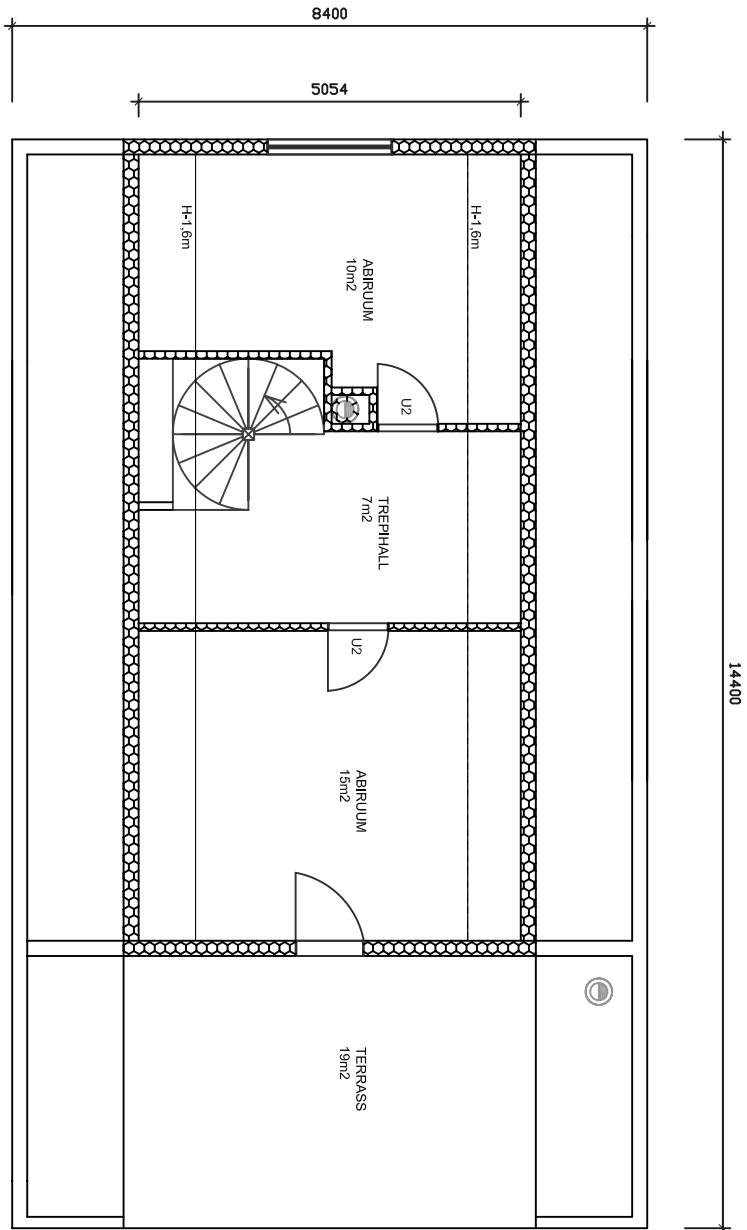 8400
5054
14400
H-1,6m
H-1,6m
ABIRUUM
10m2
U2
TREPIHALL
7m2
U2
ABIRUUM
15m2
TERRASS
19m2